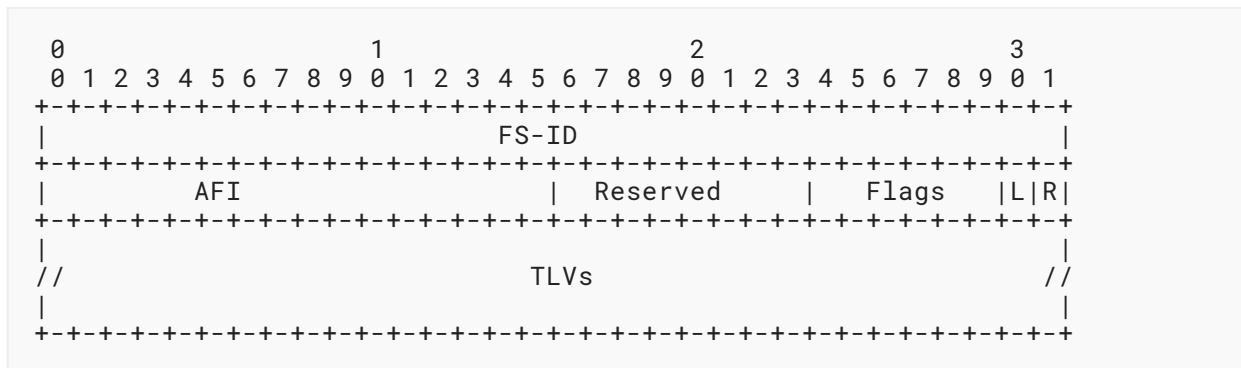 0                   1                   2                   3
 0 1 2 3 4 5 6 7 8 9 0 1 2 3 4 5 6 7 8 9 0 1 2 3 4 5 6 7 8 9 0 1
+-+-+-+-+-+-+-+-+-+-+-+-+-+-+-+-+-+-+-+-+-+-+-+-+-+-+-+-+-+-+-+-+
|                            FS-ID                              |
+-+-+-+-+-+-+-+-+-+-+-+-+-+-+-+-+-+-+-+-+-+-+-+-+-+-+-+-+-+-+-+-+
|         AFI                   |  Reserved     |   Flags   |L|R|
+-+-+-+-+-+-+-+-+-+-+-+-+-+-+-+-+-+-+-+-+-+-+-+-+-+-+-+-+-+-+-+-+
|                                                               |
//                             TLVs                            //
|                                                               |
+-+-+-+-+-+-+-+-+-+-+-+-+-+-+-+-+-+-+-+-+-+-+-+-+-+-+-+-+-+-+-+-+